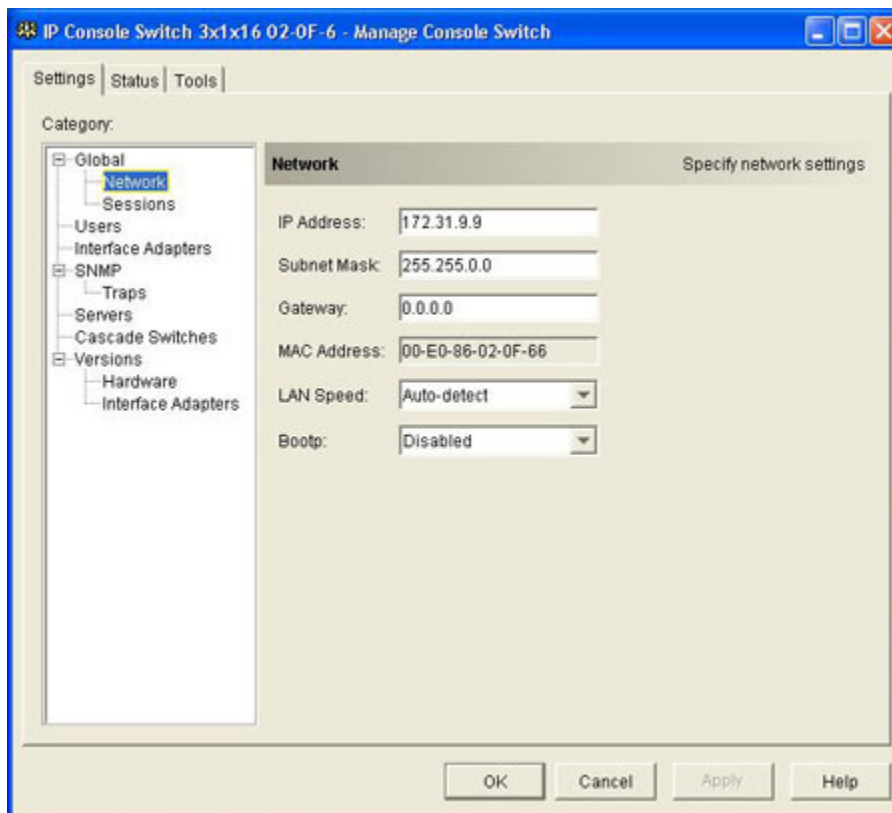 IP Console Switch 3x1x16 02-0F-6 - Manage Console Switch
Settings Status Tools
Category:
Global
Network
Sessions
Users
Interface Adapters
SNMP
Traps
Servers
Cascade Switches
Versions
Hardware
Interface Adapters
Network Specify network settings
IP Address: 172.31.9.9
Subnet Mask: 255.255.0.0
Gateway: 0.0.0.0
MAC Address: 00-E0-86-02-0F-66
LAN Speed: Auto-detect
Bootp: Disabled
OK Cancel Apply Help